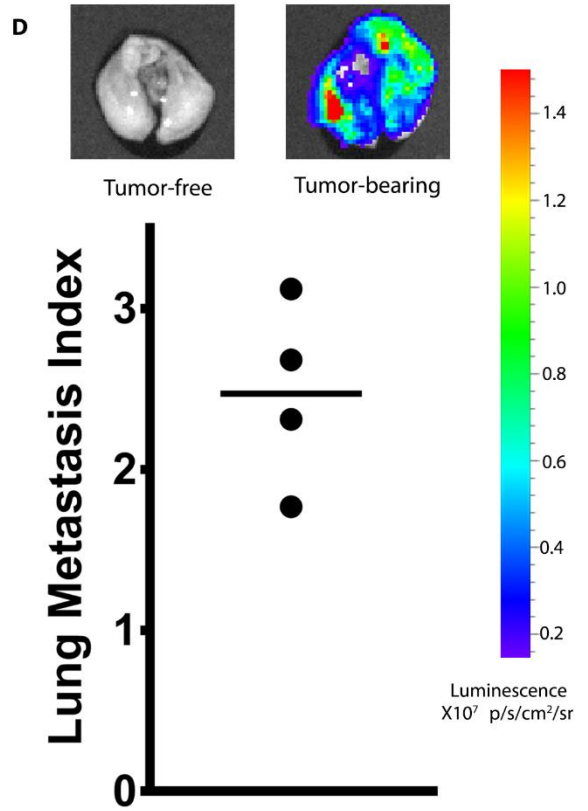 D
Tumor-free
Tumor-bearing
Lung Metastasis Index
3
2
1
0
1.4
1.2
1.0
0.8
0.6
0.4
0.2
Luminescence
X10⁷ p/s/cm²/sr